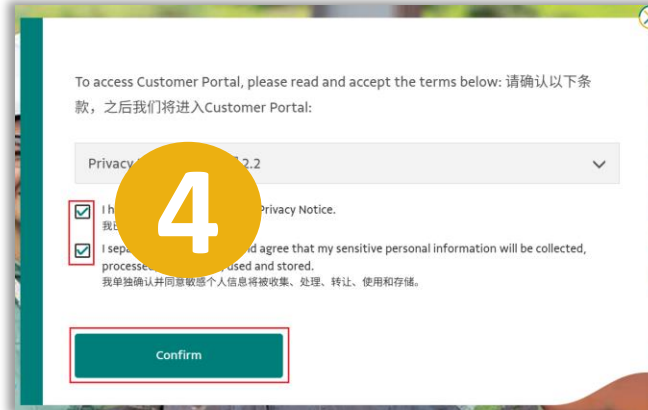 To access Customer Portal, please read and accept the terms below: 请确认以下条
款，之后我们将进入Customer Portal:
Privacy 2.2
4
I Privacy Notice.
我
I agree that my sensitive personal information will be collected,
used and stored.
我单独确认并同意敏感个人信息将被收集、处理、转让、使用和存储。
Confirm